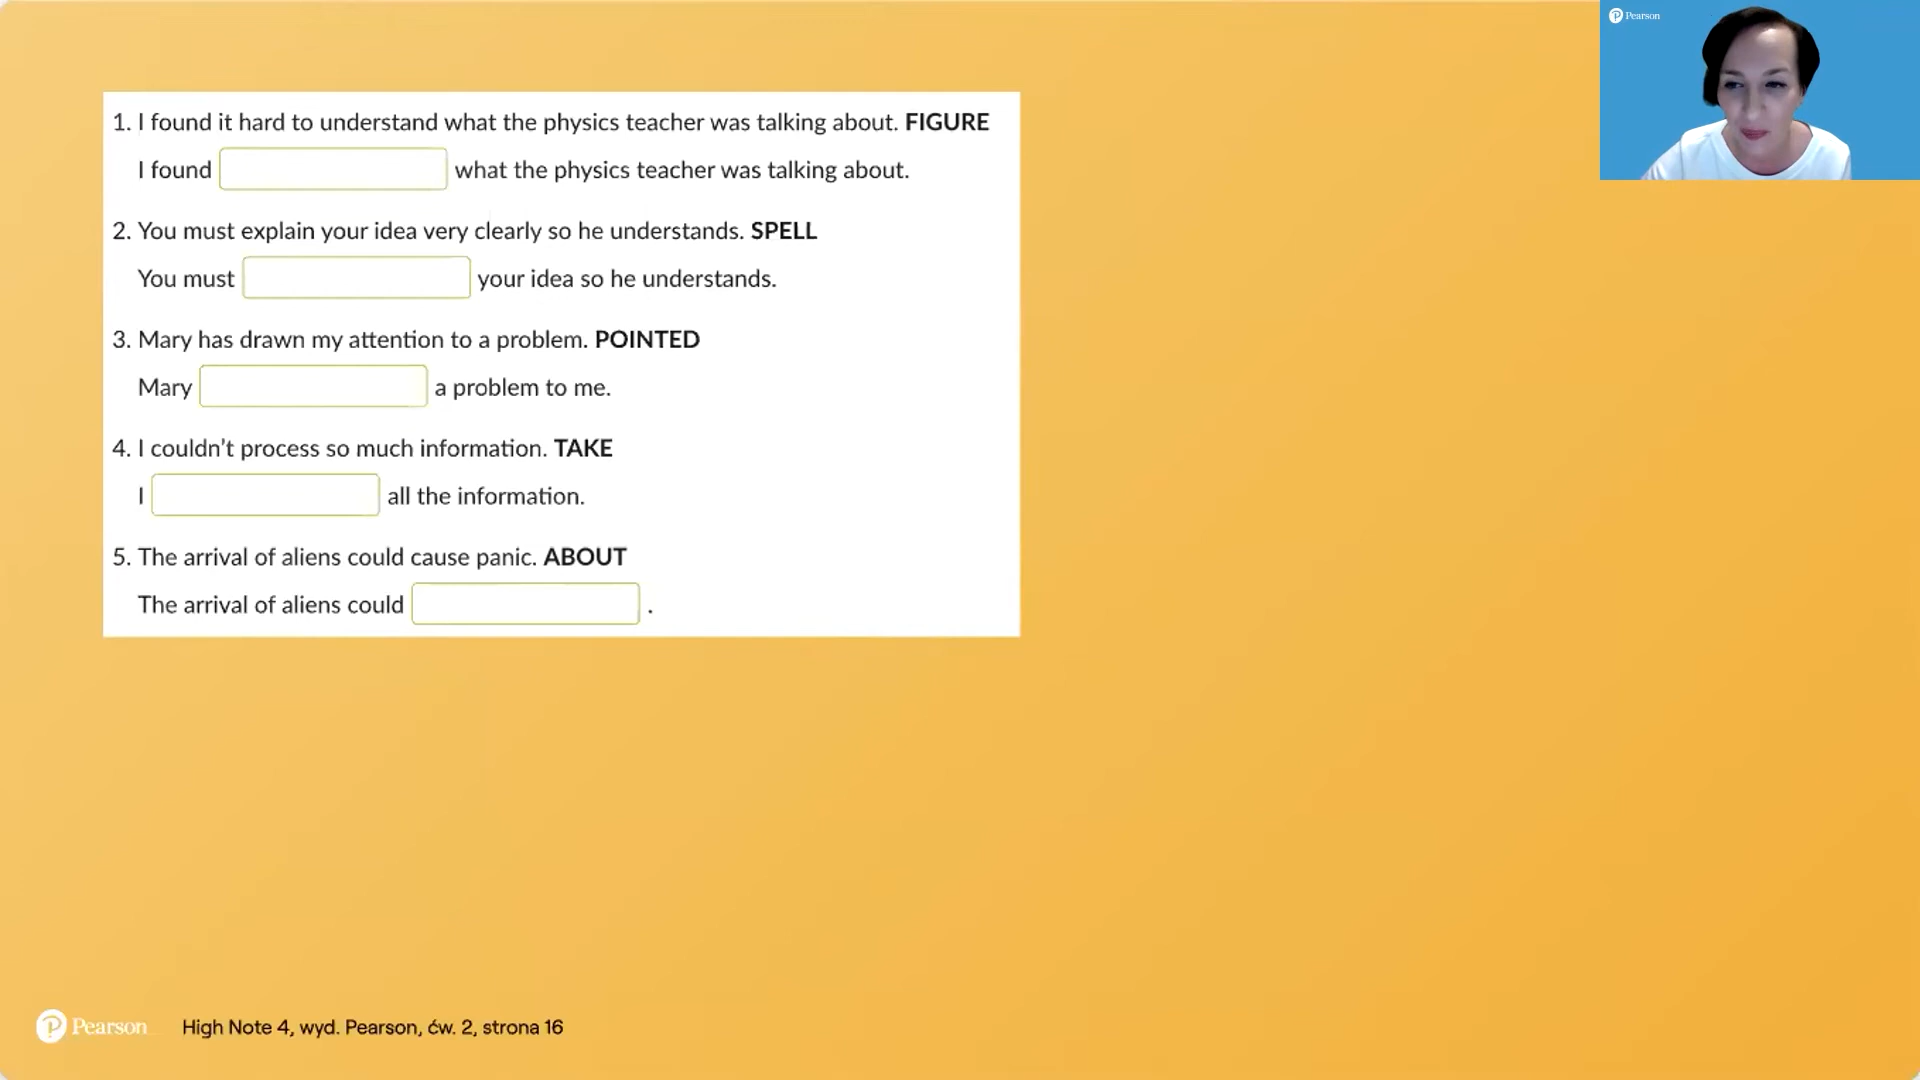 Pearson
1. I found it hard to understand what the physics teacher was talking about. FIGURE
I found what the physics teacher was talking about.
2. You must explain your idea very clearly so he understands. SPELL
You must your idea so he understands.
3. Mary has drawn my attention to a problem. POINTED
Mary a problem to me.
4. I couldn’t process so much information. TAKE
I all the information.
5. The arrival of aliens could cause panic. ABOUT
The arrival of aliens could .
Pearson High Note 4, wyd. Pearson, ćw. 2, strona 16